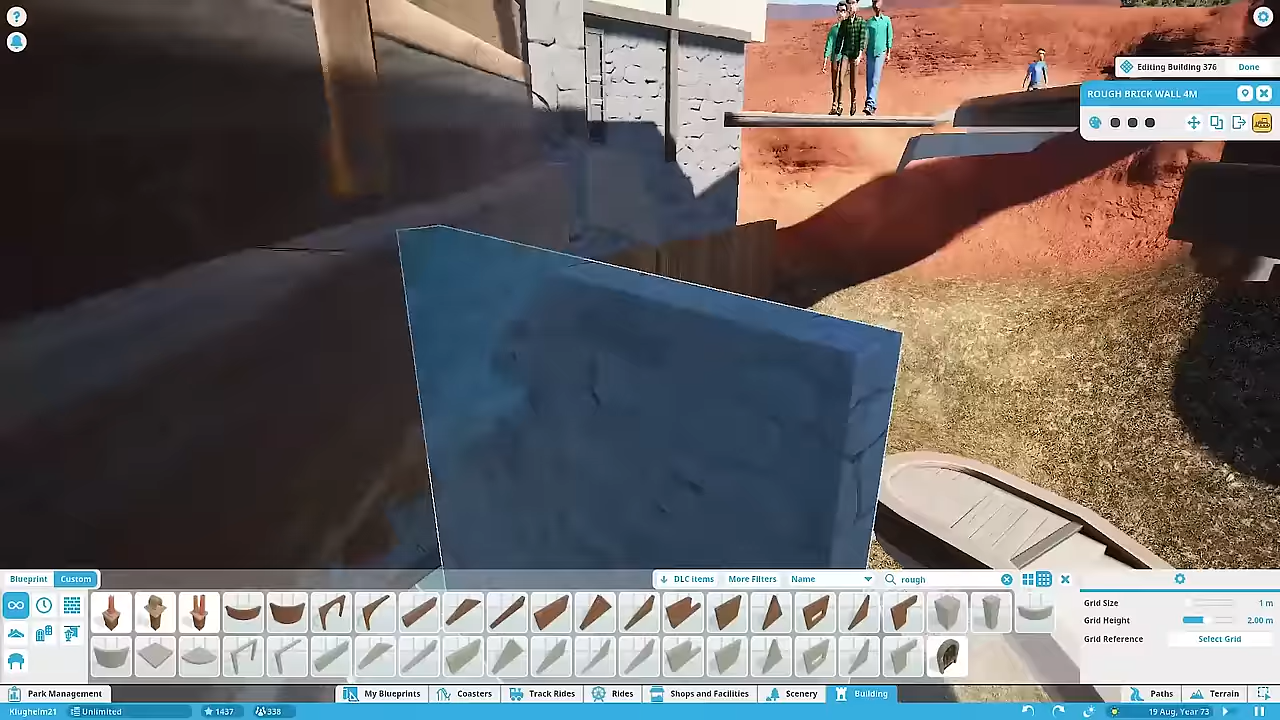 ?
Editing Building 376 Done
ROUGH BRICK WALL 4M
Blueprint Custom
DLC Items More Filters Name rough
Grid Size 1 m
Grid Height 2.00 m
Grid Reference Select Grid
Park Management My Blueprints Coasters Track Rides Rides Shops and Facilities Scenery Building Paths Terrain
Klughelm21 Unlimited 1437 338 19 Aug, Year 73